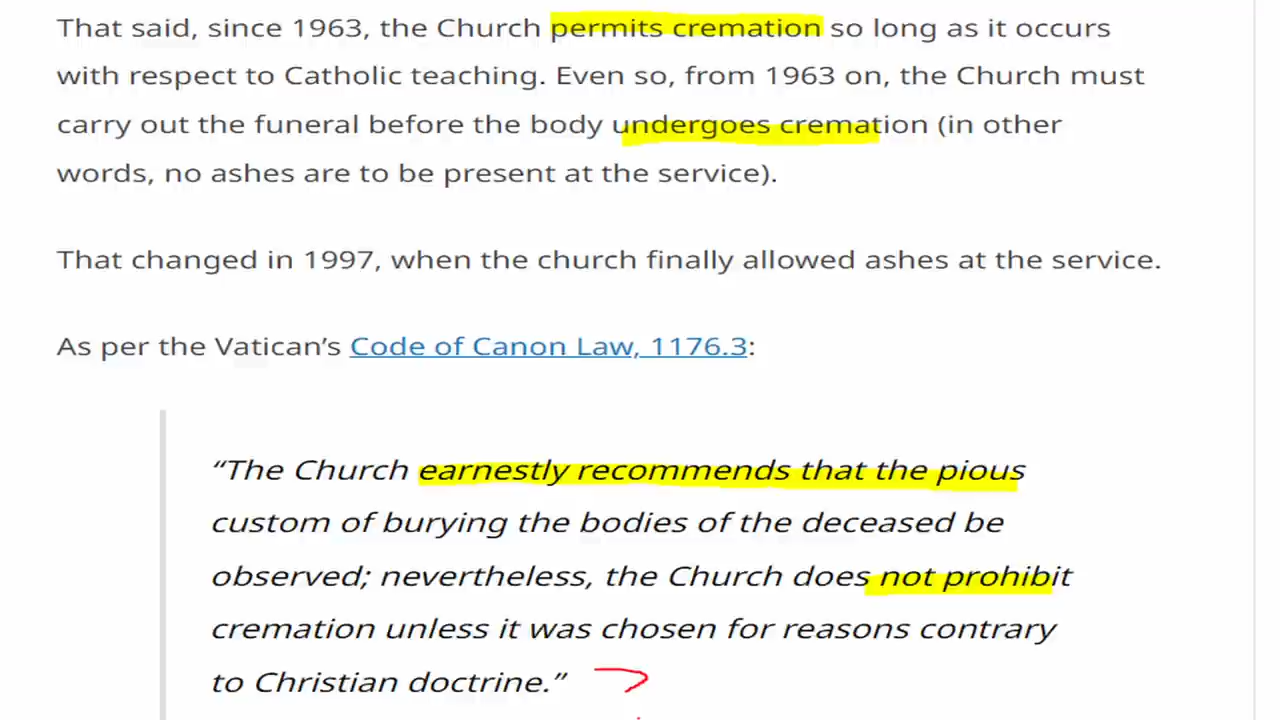 That said, since 1963, the Church permits cremation so long as it occurs
with respect to Catholic teaching. Even so, from 1963 on, the Church must
carry out the funeral before the body undergoes cremation (in other
words, no ashes are to be present at the service).
That changed in 1997, when the church finally allowed ashes at the service.
As per the Vatican’s Code of Canon Law, 1176.3:
“The Church earnestly recommends that the pious
custom of burying the bodies of the deceased be
observed; nevertheless, the Church does not prohibit
cremation unless it was chosen for reasons contrary
to Christian doctrine.”